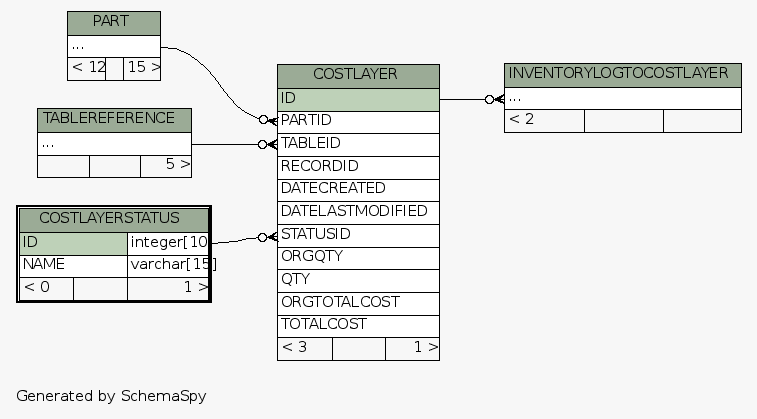 PART
...
< 12 15 >
TABLEREFERENCE
...
5 >
COSTLAYERSTATUS
ID integer[10
NAME varchar[15]
< 0 1 >
COSTLAYER
ID
PARTID
TABLEID
RECORDID
DATECREATED
DATELASTMODIFIED
STATUSID
ORGQTY
QTY
ORGTOTALCOST
TOTALCOST
< 3 1 >
INVENTORYLOGTOCOSTLAYER
...
< 2
Generated by SchemaSpy